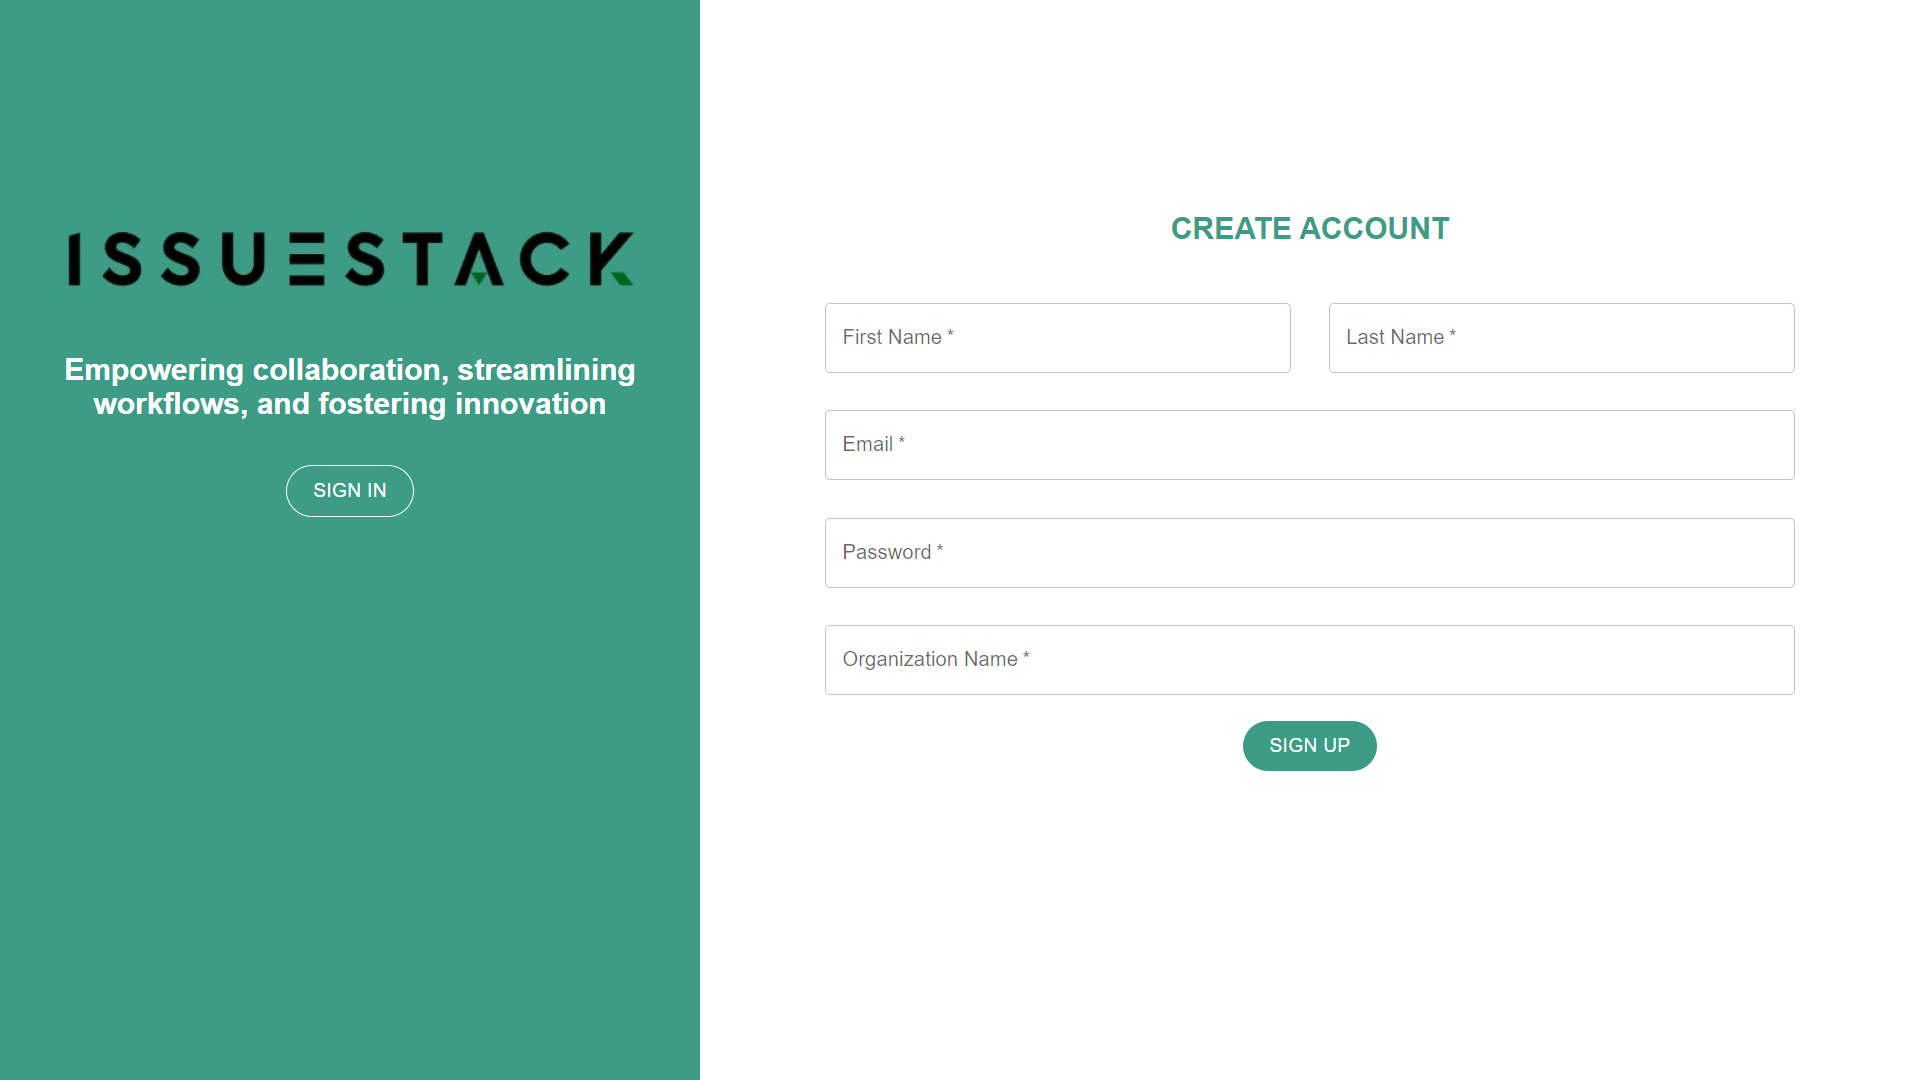 ISSUESTACK
Empowering collaboration, streamlining
workflows, and fostering innovation
SIGN IN
CREATE ACCOUNT
First Name *
Last Name *
Email *
Password *
Organization Name *
SIGN UP